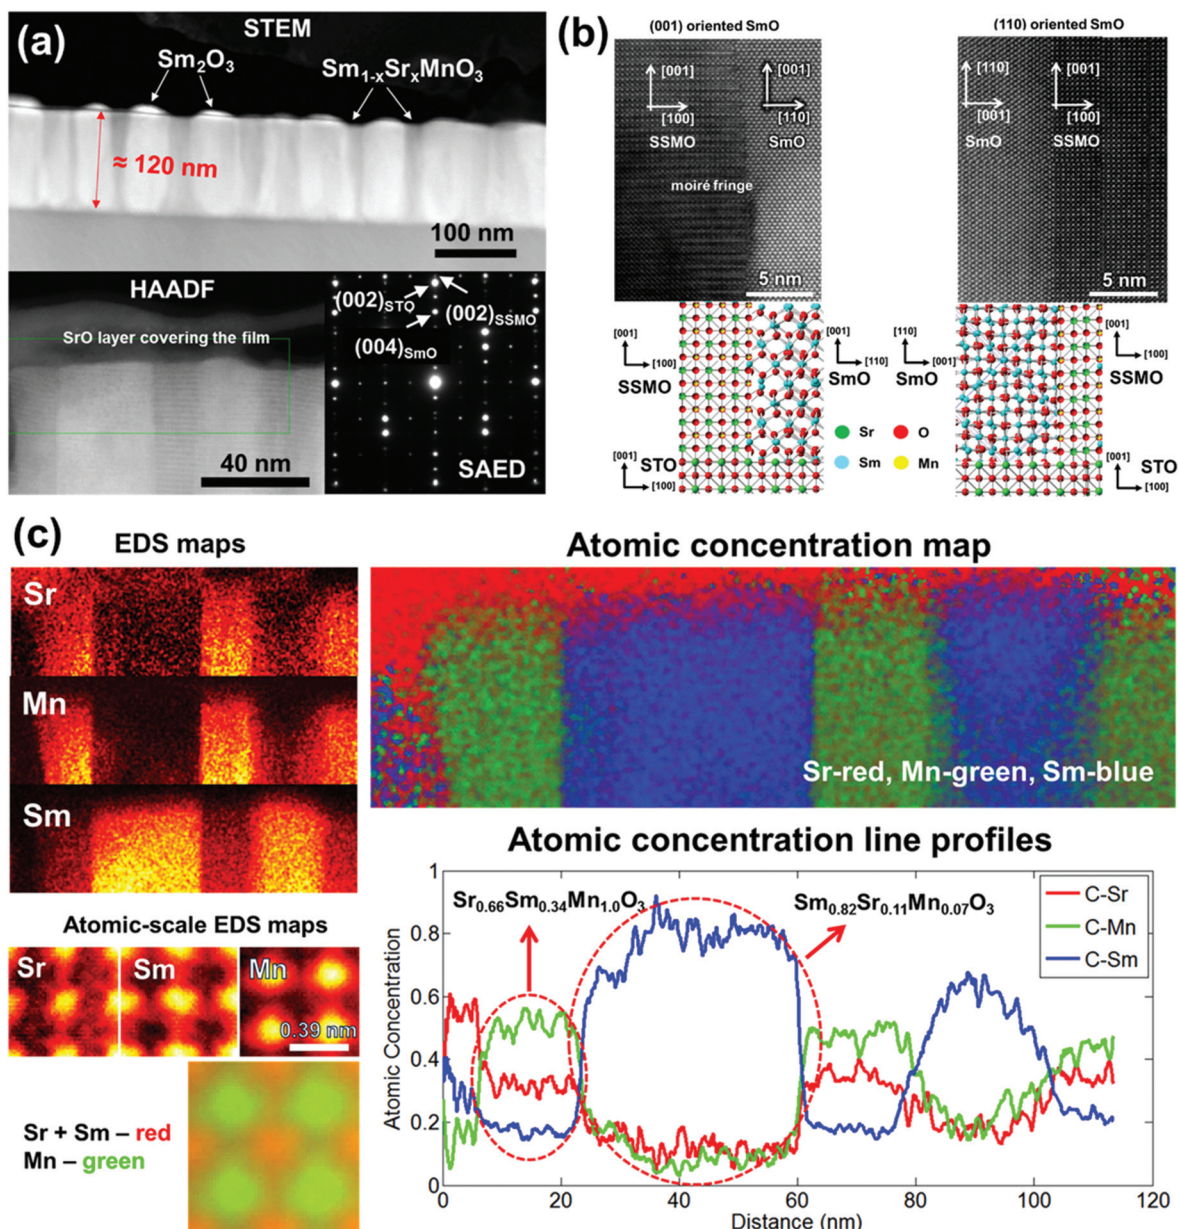 (a)
STEM
Sm2O3
Sm1-xSrxMnO3
≈ 120 nm
100 nm
HAADF
SrO layer covering the film
40 nm
(002)STO
(002)SSMO
(004)SmO
SAED
(b)
(001) oriented SmO
(110) oriented SmO
[001]
[100]
SSMO
[001]
[110]
SmO
moiré fringe
5 nm
[110]
[001]
SmO
[001]
[100]
SSMO
5 nm
[001]
[100]
SSMO
[001]
[110]
SmO
[110]
[001]
SmO
[001]
[100]
SSMO
Sr
O
Sm
Mn
[001]
STO
[100]
[001]
STO
[100]
(c)
EDS maps
Sr
Mn
Sm
Atomic concentration map
Sr-red, Mn-green, Sm-blue
Atomic-scale EDS maps
Sr
Sm
Mn
0.39 nm
Sr + Sm – red
Mn – green
Atomic concentration line profiles
Sr0.66Sm0.34Mn1.0O3
Sm0.82Sr0.11Mn0.07O3
C-Sr
C-Mn
C-Sm
Atomic Concentration
1
0.8
0.6
0.4
0.2
0
0
20
40
60
80
100
120
Distance (nm)